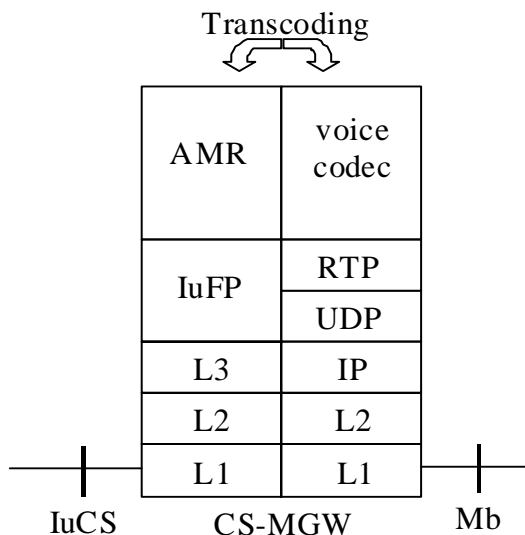 Transcoding
AMR
voice
codec
IuFP
RTP
UDP
L3
IP
L2
L2
L1
L1
IuCS
CS-MGW
Mb